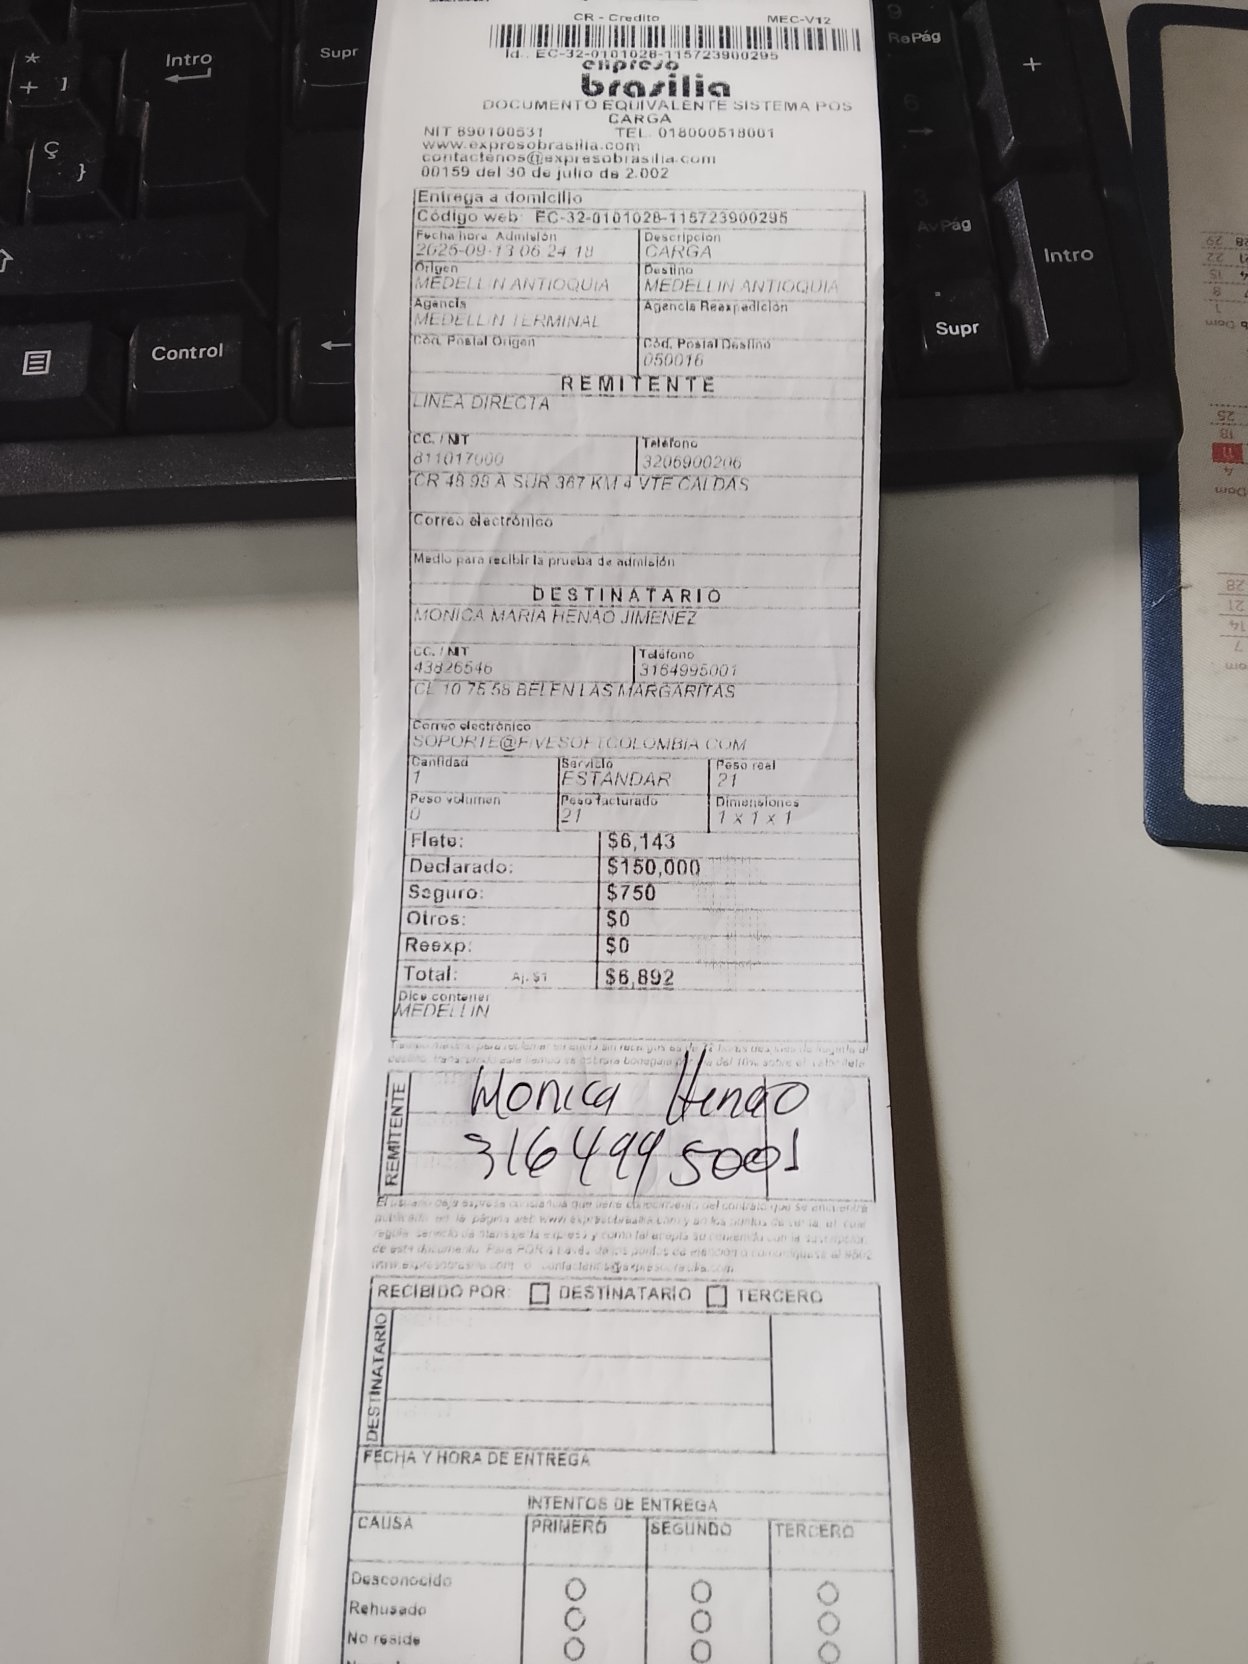 CR - Credito MEC-V12
Id.: EC-32-0101028-115723900295
expreso
brasilia
DOCUMENTO EQUIVALENTE SISTEMA POS
CARGA
NIT 890100531 TEL. 018000518001
www.expresobrasilia.com
contactenos@expresobrasilia.com
00159 del 30 de julio de 2.002
Entrega a domicilio
Código web: EC-32-0101028-115723900295
Fecha hora Admisión Descripción
2025-09-13 06:24:18 CARGA
Origen Destino
MEDELLIN ANTIOQUIA MEDELLIN ANTIOQUIA
Agencia Agencia Reexpedición
MEDELLIN TERMINAL
Cód. Postal Origen Cód. Postal Destino
050016
REMITENTE
LINEA DIRECTA
CC. / NIT Teléfono
811017000 3206900206
CR 48 98 A SUR 367 KM 4 VTE CALDAS
Correo electrónico
Medio para recibir la prueba de admisión
DESTINATARIO
MONICA MARIA HENAO JIMENEZ
CC. / NIT Teléfono
43826546 3164995001
CL 10 75 58 BELEN LAS MARGARITAS
Correo electrónico
SOPORTE@FIVESOFTCOLOMBIA.COM
Cantidad Servicio Peso real
1 ESTANDAR 21
Peso volumen Peso facturado Dimensiones
0 21 1 x 1 x 1
Flete: $6,143
Declarado: $150,000
Seguro: $750
Otros: $0
Reexp: $0
Total: Aj. $1 $6,892
Dice contener
MEDELLIN
REMITENTE
Monica Henao
3164995001
RECIBIDO POR: DESTINATARIO TERCERO
DESTINATARIO
FECHA Y HORA DE ENTREGA
INTENTOS DE ENTREGA
CAUSA PRIMERO SEGUNDO TERCERO
Desconocido
Rehusado
No reside
Intro
Supr
Control
RePág
AvPág
Intro
Supr